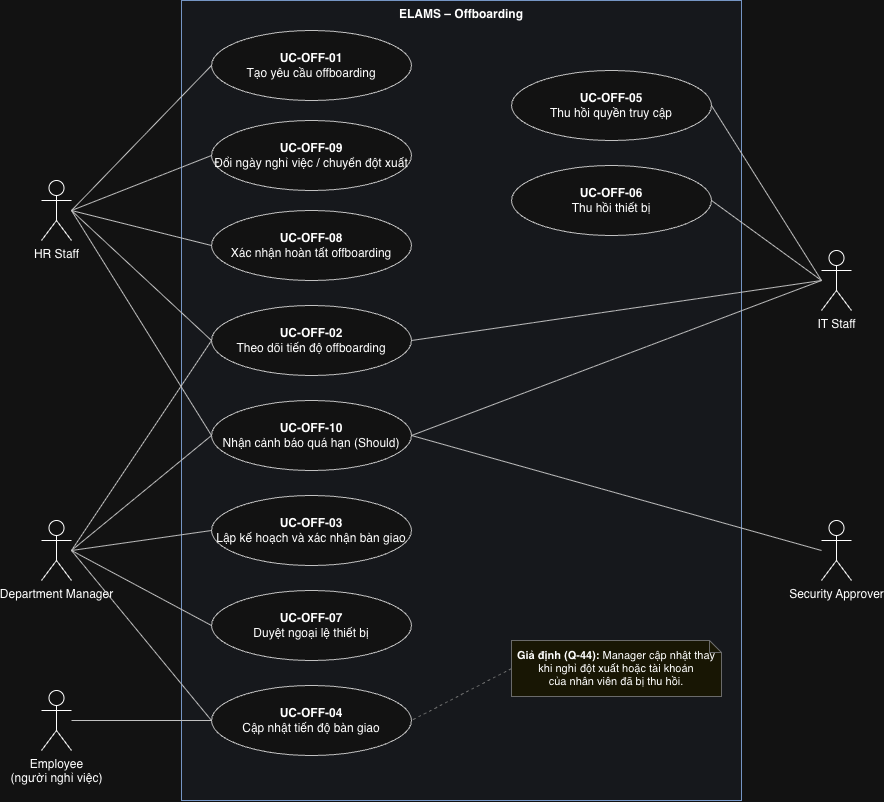 ELAMS – Offboarding
UC-OFF-01
Tạo yêu cầu offboarding
UC-OFF-09
Đổi ngày nghỉ việc / chuyển đột xuất
UC-OFF-08
Xác nhận hoàn tất offboarding
UC-OFF-02
Theo dõi tiến độ offboarding
UC-OFF-10
Nhận cảnh báo quá hạn (Should)
UC-OFF-03
Lập kế hoạch và xác nhận bàn giao
UC-OFF-07
Duyệt ngoại lệ thiết bị
UC-OFF-04
Cập nhật tiến độ bàn giao
UC-OFF-05
Thu hồi quyền truy cập
UC-OFF-06
Thu hồi thiết bị
HR Staff
Department Manager
Employee
(người nghỉ việc)
IT Staff
Security Approver
Giả định (Q-44): Manager cập nhật thay
khi nghỉ đột xuất hoặc tài khoản
của nhân viên đã bị thu hồi.